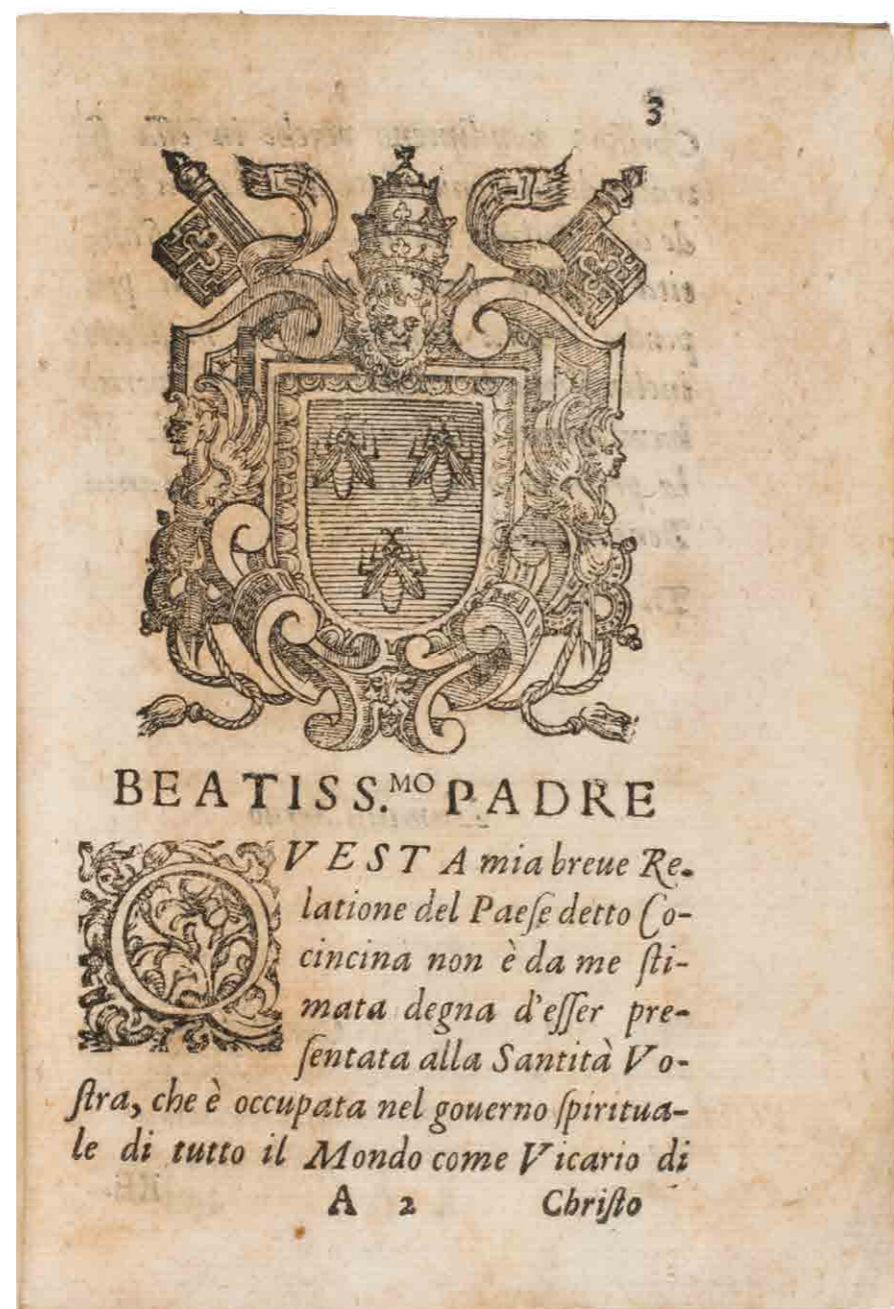 3
BEATISS.MO PADRE
QVESTA mia breue Re-
latione del Paeſe detto Co-
cincina non è da me ſti-
mata degna d'eſſer pre-
ſentata alla Santità Vo-
ſtra, che è occupata nel gouerno ſpiritua-
le di tutto il Mondo come Vicario di
A 2 Chriſto